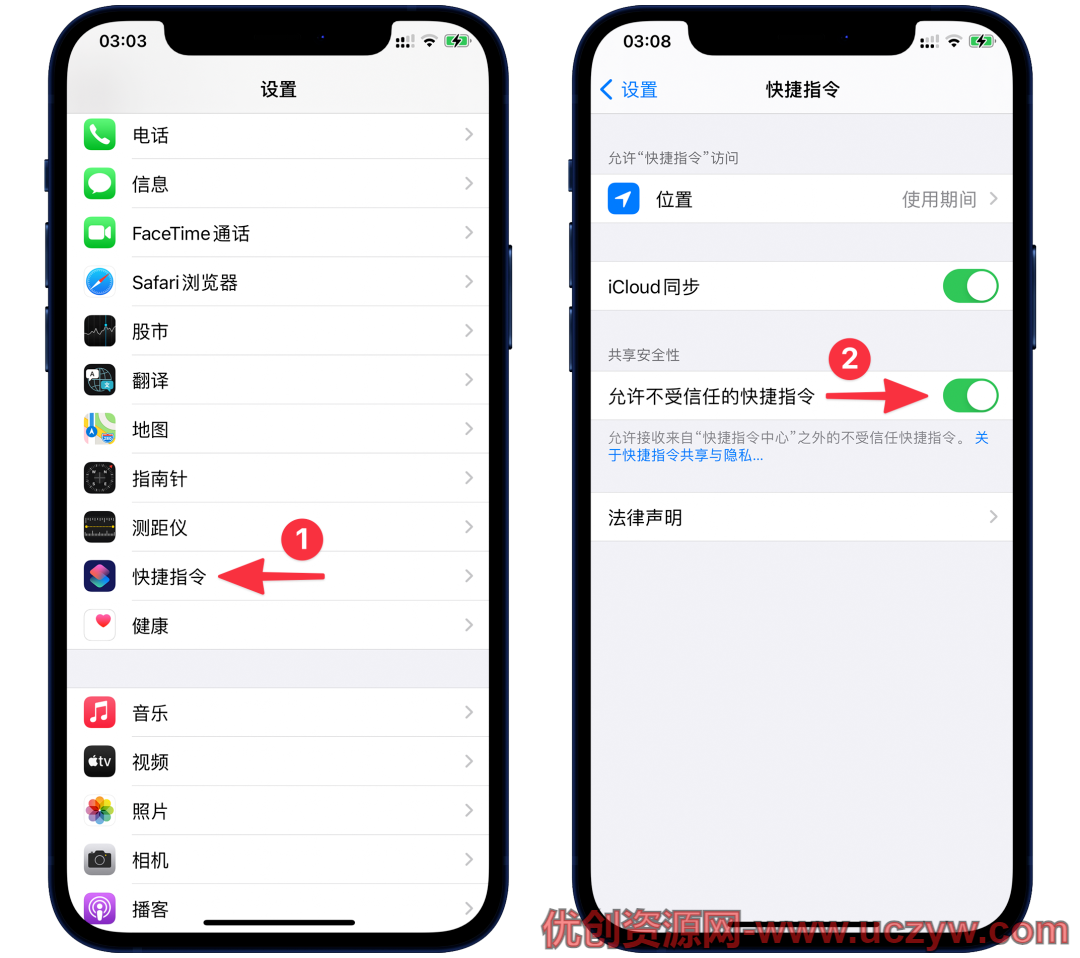 03:03
设置
电话
信息
FaceTime通话
Safari浏览器
股市
翻译
地图
指南针
测距仪
1
快捷指令
健康
音乐
tv
视频
照片
相机
播客
03:08
设置
快捷指令
允许“快捷指令”访问
位置
使用期间
iCloud同步
共享安全性
2
允许不受信任的快捷指令
允许接收来自“快捷指令中心”之外的不受信任快捷指令。 关
于快捷指令共享与隐私...
法律声明
优创资源网-www.uczyw.com